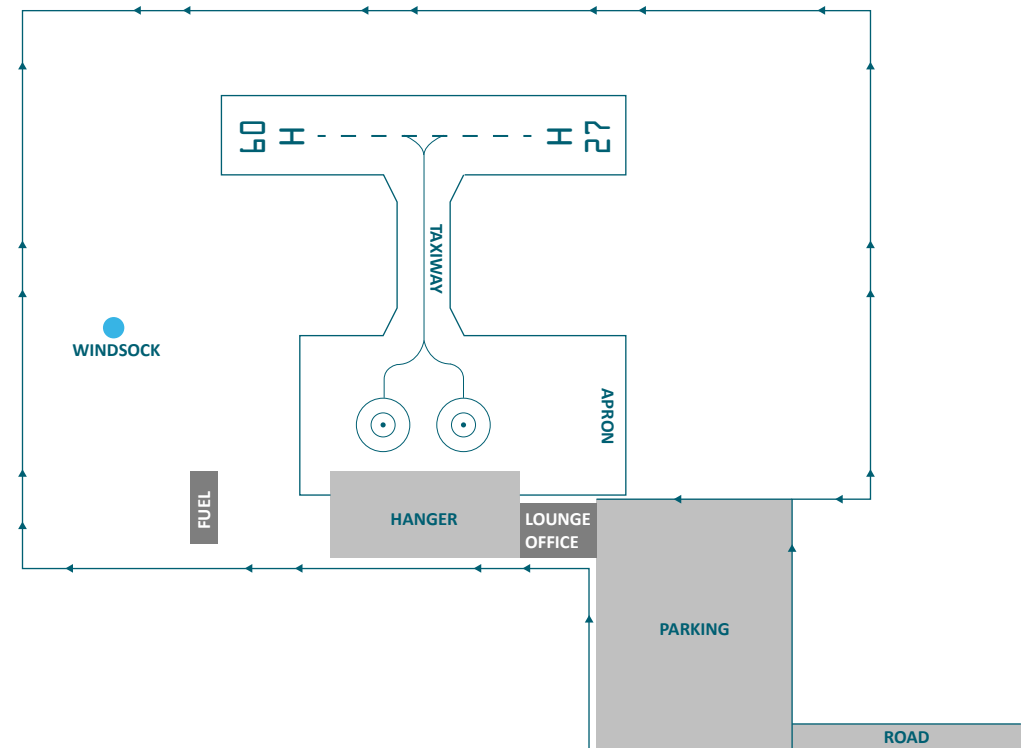 09 H H 27
TAXIWAY
WINDSOCK
APRON
FUEL
HANGER
LOUNGE
OFFICE
PARKING
ROAD